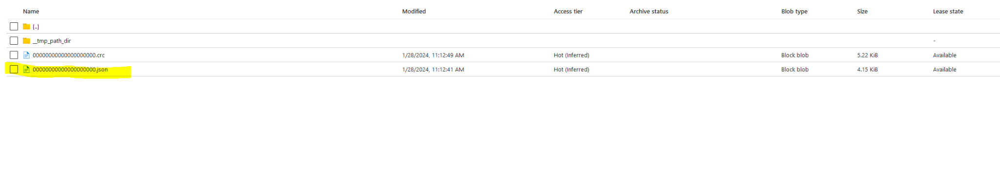 Name Modified Access tier Archive status Blob type Size Lease state
[..]
__tmp_path_dir -
00000000000000000000.crc 1/28/2024, 11:12:49 AM Hot (Inferred) Block blob 5.22 KiB Available
00000000000000000000.json 1/28/2024, 11:12:41 AM Hot (Inferred) Block blob 4.15 KiB Available